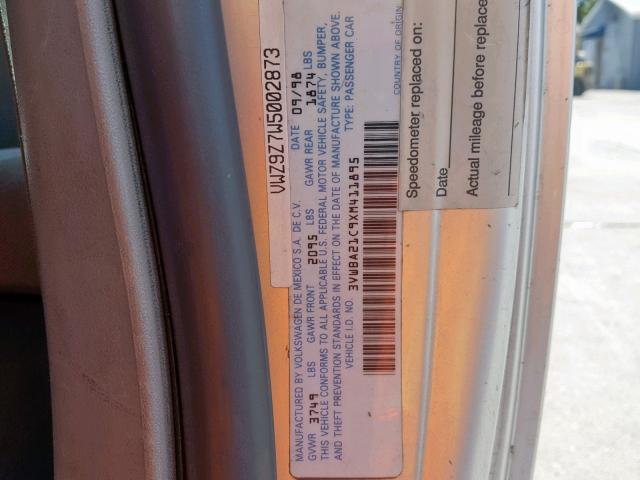 VWZ9Z7W5002873
MANUFACTURED BY VOLKSWAGEN DE MEXICO S.A. DE C.V. DATE 09/98
GVWR 3749 LBS GAWR FRONT 2095 LBS GAWR REAR 1874 LBS
THIS VEHICLE CONFORMS TO ALL APPLICABLE U.S. FEDERAL MOTOR VEHICLE SAFETY, BUMPER,
AND THEFT PREVENTION STANDARDS IN EFFECT ON THE DATE OF MANUFACTURE SHOWN ABOVE.
VEHICLE I.D. NO. 3VWBA21C9XM411895 TYPE: PASSENGER CAR
COUNTRY OF ORIGIN
Speedometer replaced on:
Date
Actual mileage before replace